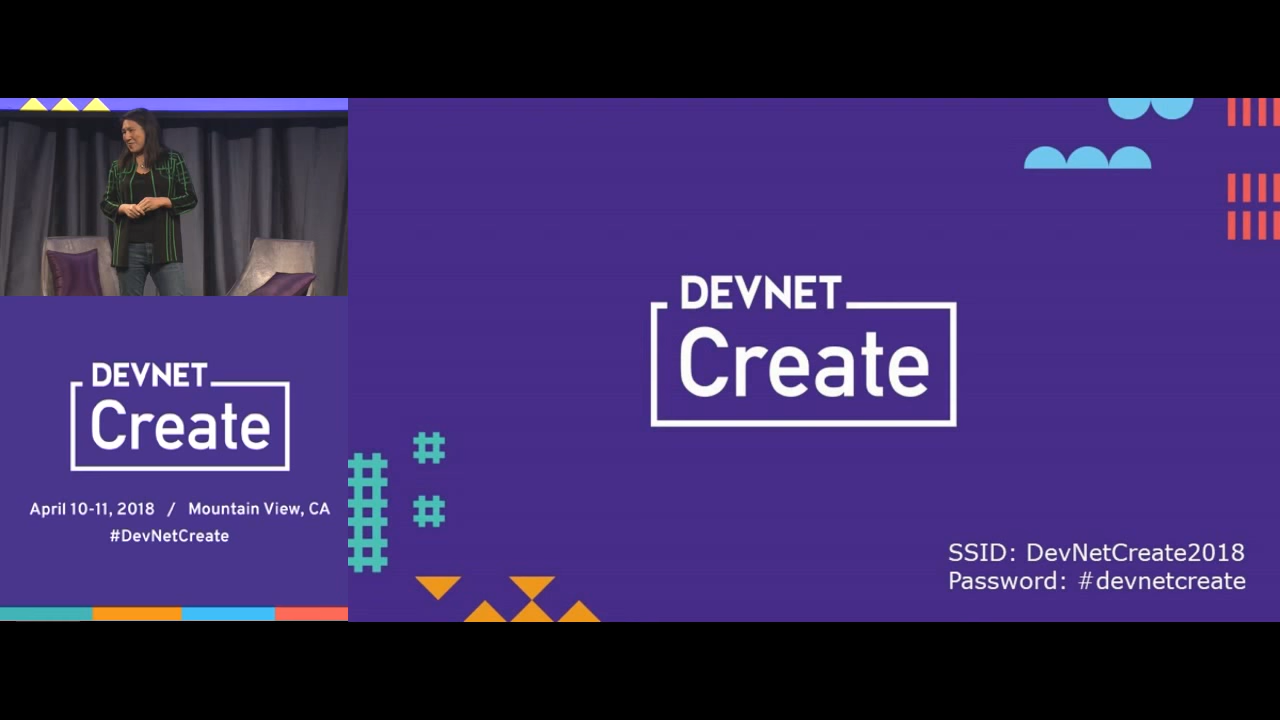 DEVNET
Create
April 10-11, 2018 / Mountain View, CA
#DevNetCreate
DEVNET
Create
SSID: DevNetCreate2018
Password: #devnetcreate